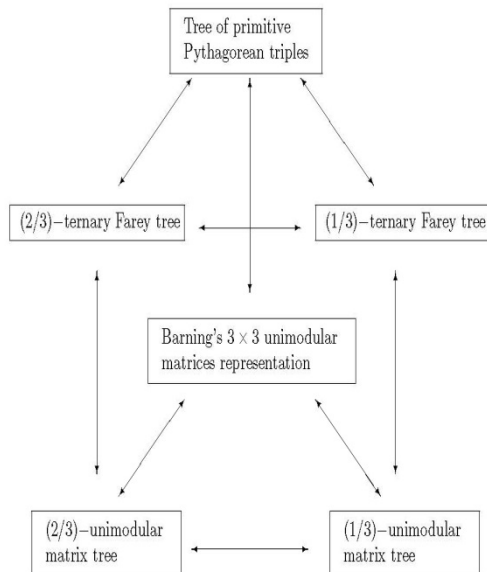 Tree of primitive
Pythagorean triples
(2/3)−ternary Farey tree
(1/3)−ternary Farey tree
Barning's 3 × 3 unimodular
matrices representation
(2/3)−unimodular
matrix tree
(1/3)−unimodular
matrix tree